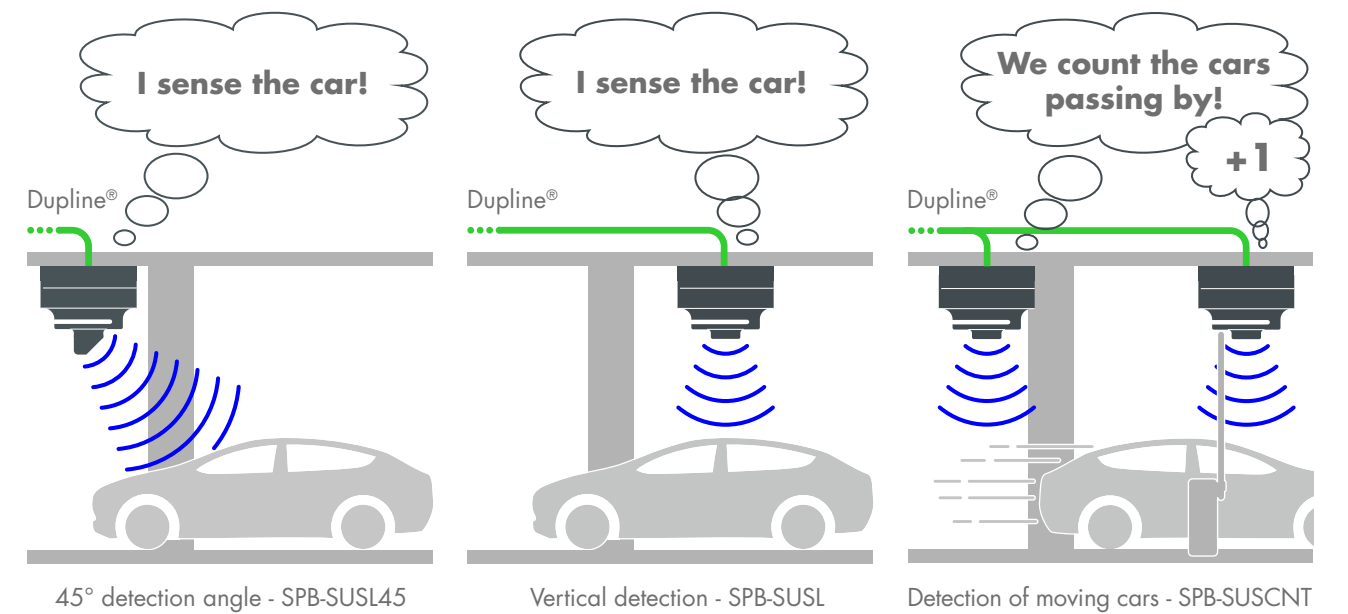 I sense the car!
I sense the car!
We count the cars
passing by!
+1
Dupline®
Dupline®
Dupline®
45° detection angle - SPB-SUSL45
Vertical detection - SPB-SUSL
Detection of moving cars - SPB-SUSCNT